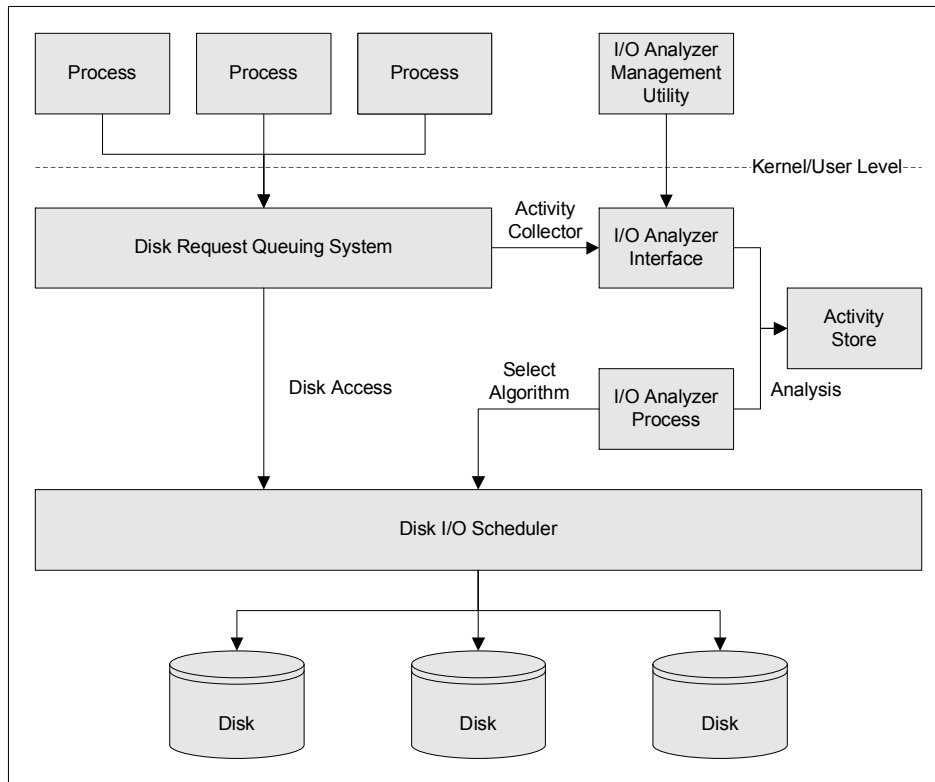 Process
Process
Process
I/O Analyzer
Management
Utility
Kernel/User Level
Disk Request Queuing System
Activity
Collector
I/O Analyzer
Interface
Activity
Store
Disk Access
Select
Algorithm
I/O Analyzer
Process
Analysis
Disk I/O Scheduler
Disk
Disk
Disk